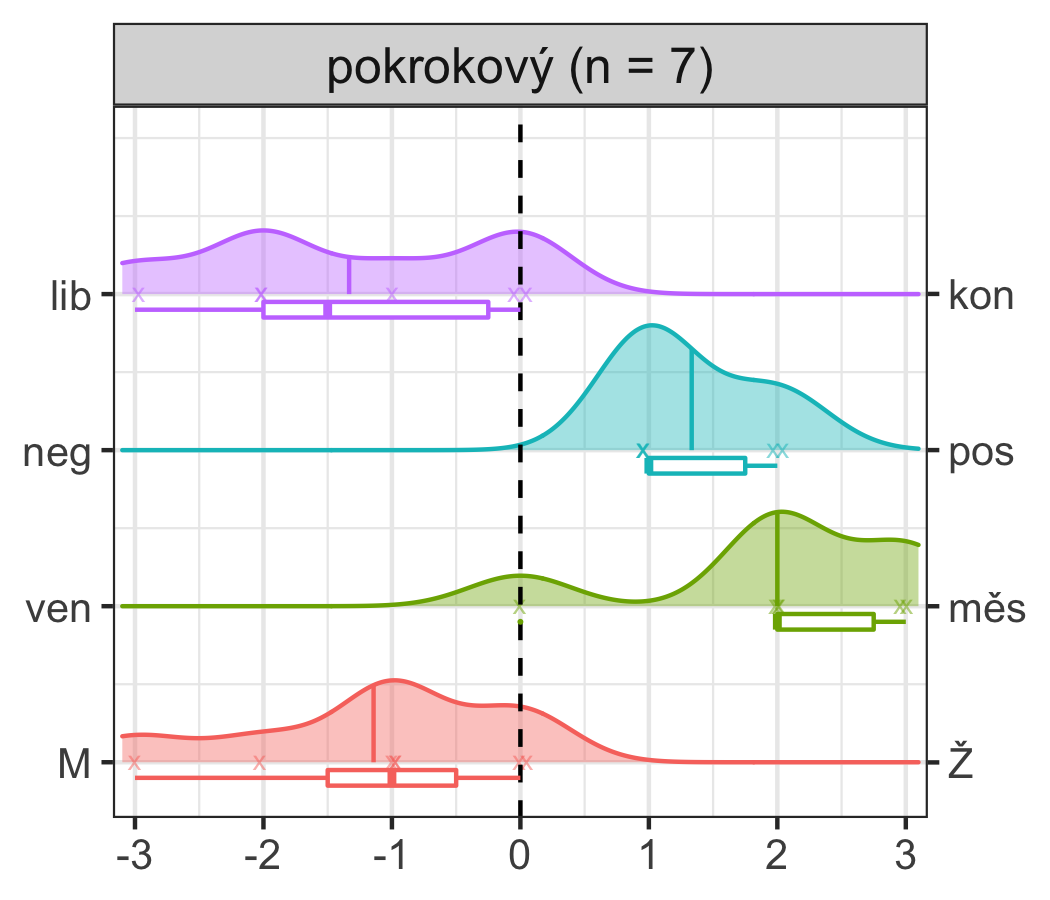 pokrokový (n = 7)
lib kon
neg pos
ven měs
M Ž
-3 -2 -1 0 1 2 3